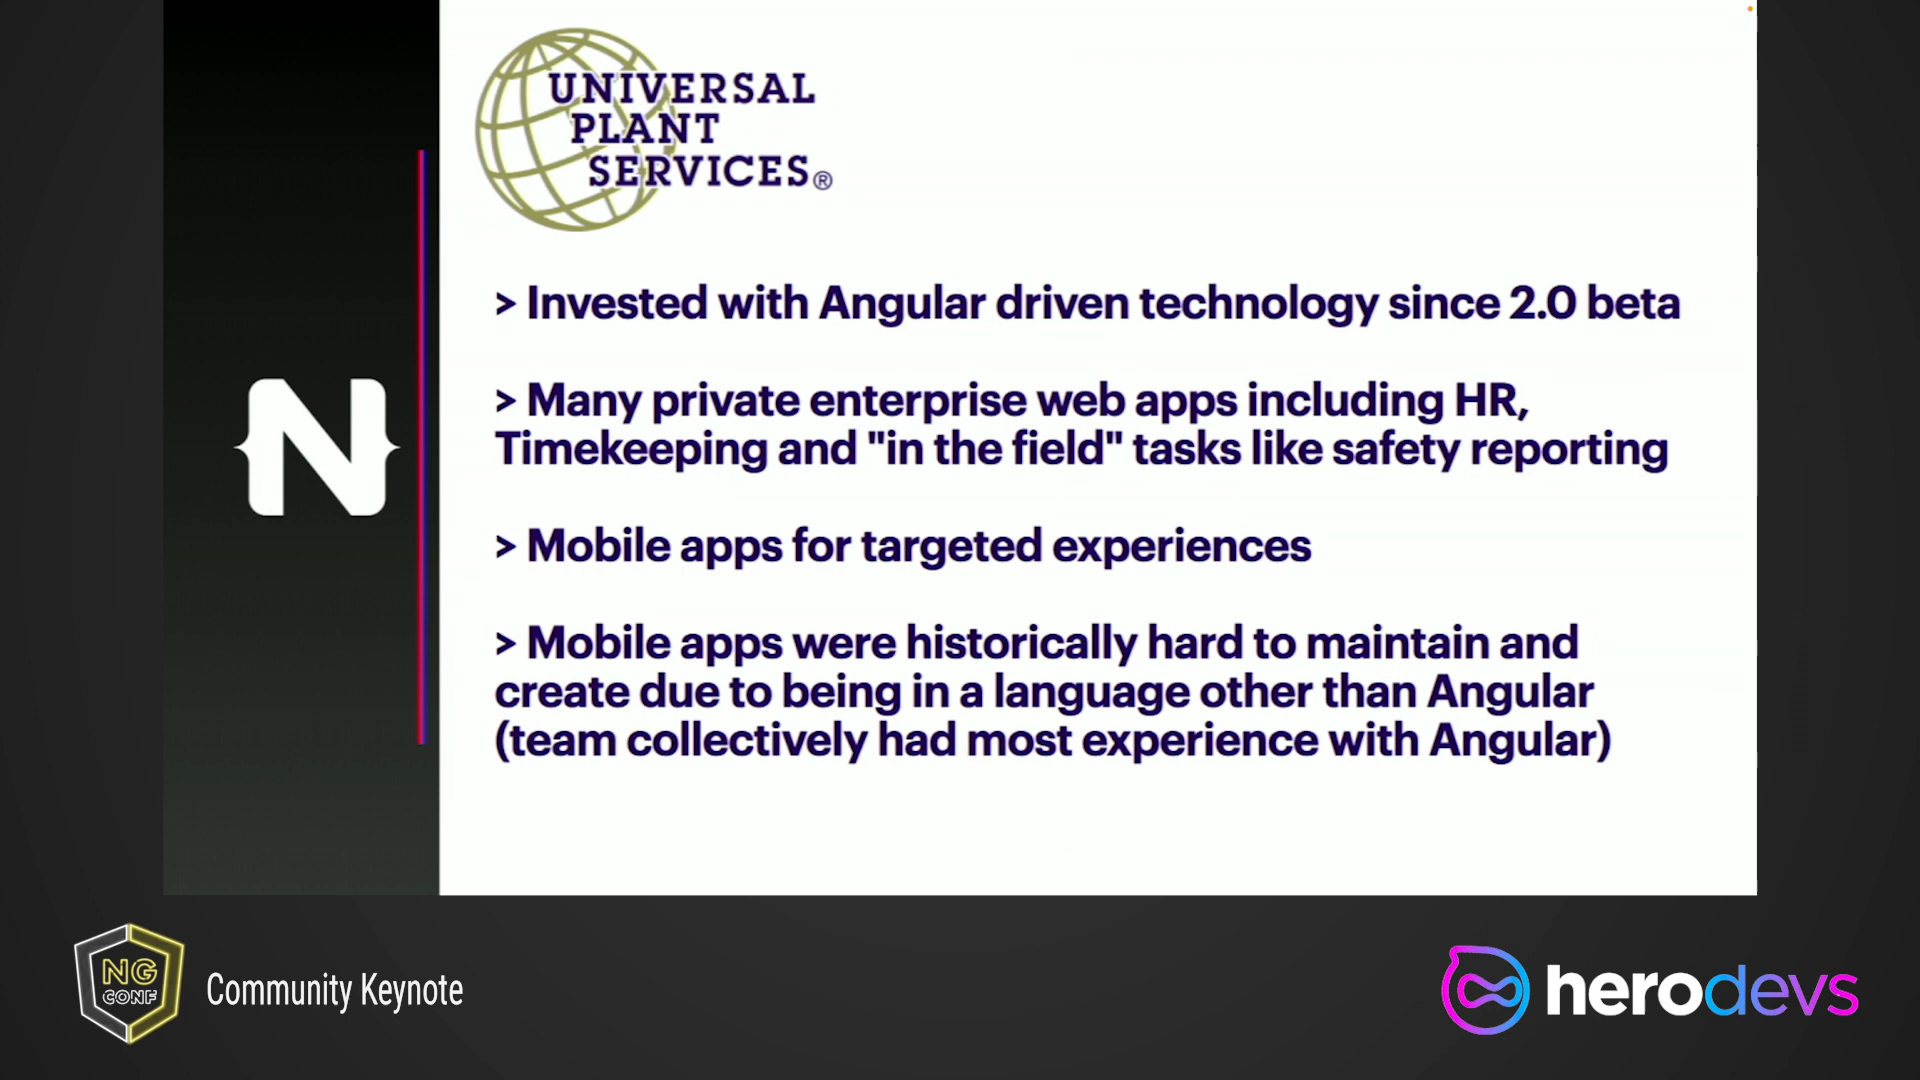 UNIVERSAL
PLANT
SERVICES®
> Invested with Angular driven technology since 2.0 beta
> Many private enterprise web apps including HR,
Timekeeping and "in the field" tasks like safety reporting
> Mobile apps for targeted experiences
> Mobile apps were historically hard to maintain and
create due to being in a language other than Angular
(team collectively had most experience with Angular)
N
NG
CONF
Community Keynote
herodevs